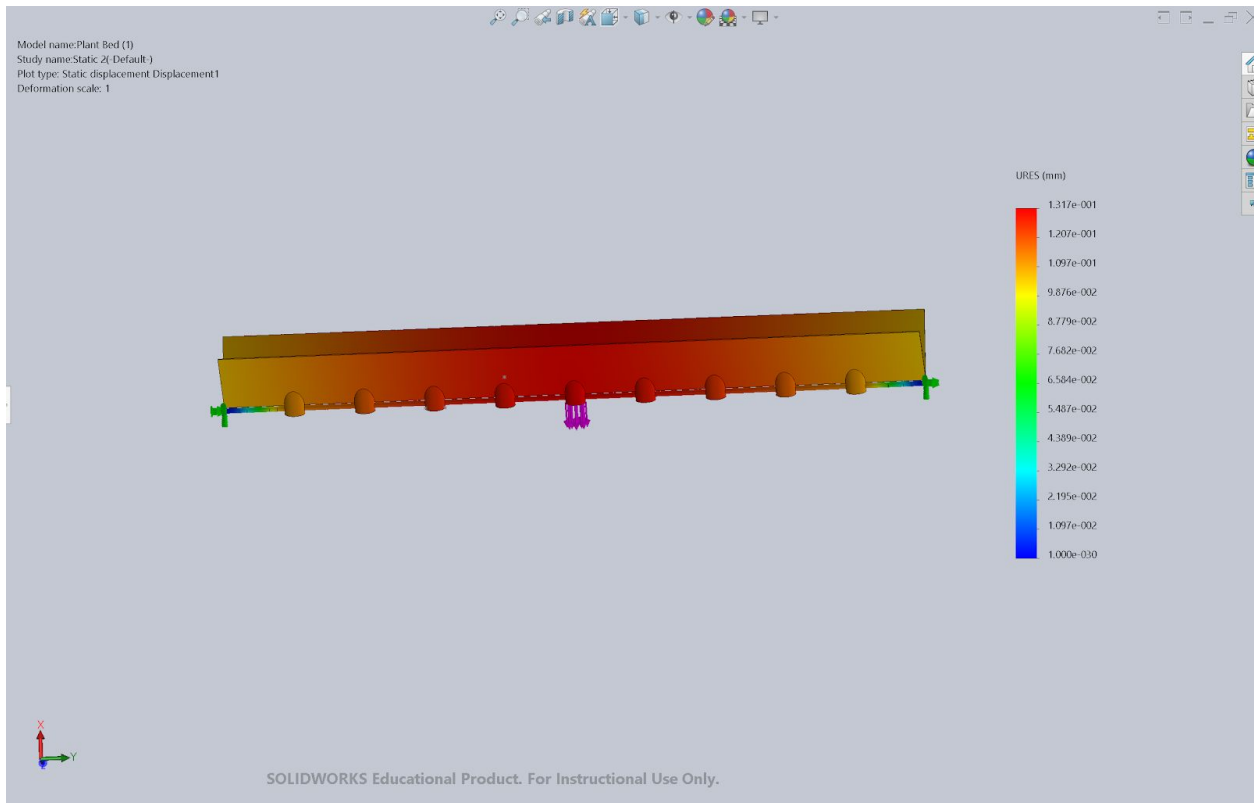 Model name:Plant Bed (1)
Study name:Static 2(-Default-)
Plot type: Static displacement Displacement1
Deformation scale: 1
URES (mm)
1.317e-001
1.207e-001
1.097e-001
9.876e-002
8.779e-002
7.682e-002
6.584e-002
5.487e-002
4.389e-002
3.292e-002
2.195e-002
1.097e-002
1.000e-030
X
Y
SOLIDWORKS Educational Product. For Instructional Use Only.